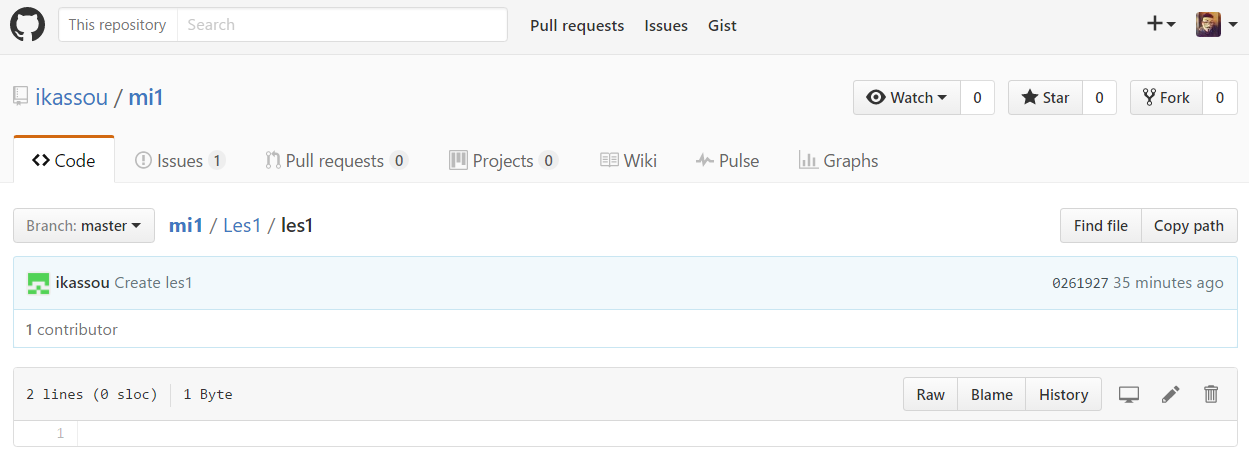 This repository Search Pull requests Issues Gist
ikassou / mi1 Watch 0 Star 0 Fork 0
Code Issues 1 Pull requests 0 Projects 0 Wiki Pulse Graphs
Branch: master mi1 / Les1 / les1 Find file Copy path
ikassou Create les1 0261927 35 minutes ago
1 contributor
2 lines (0 sloc) 1 Byte Raw Blame History
1